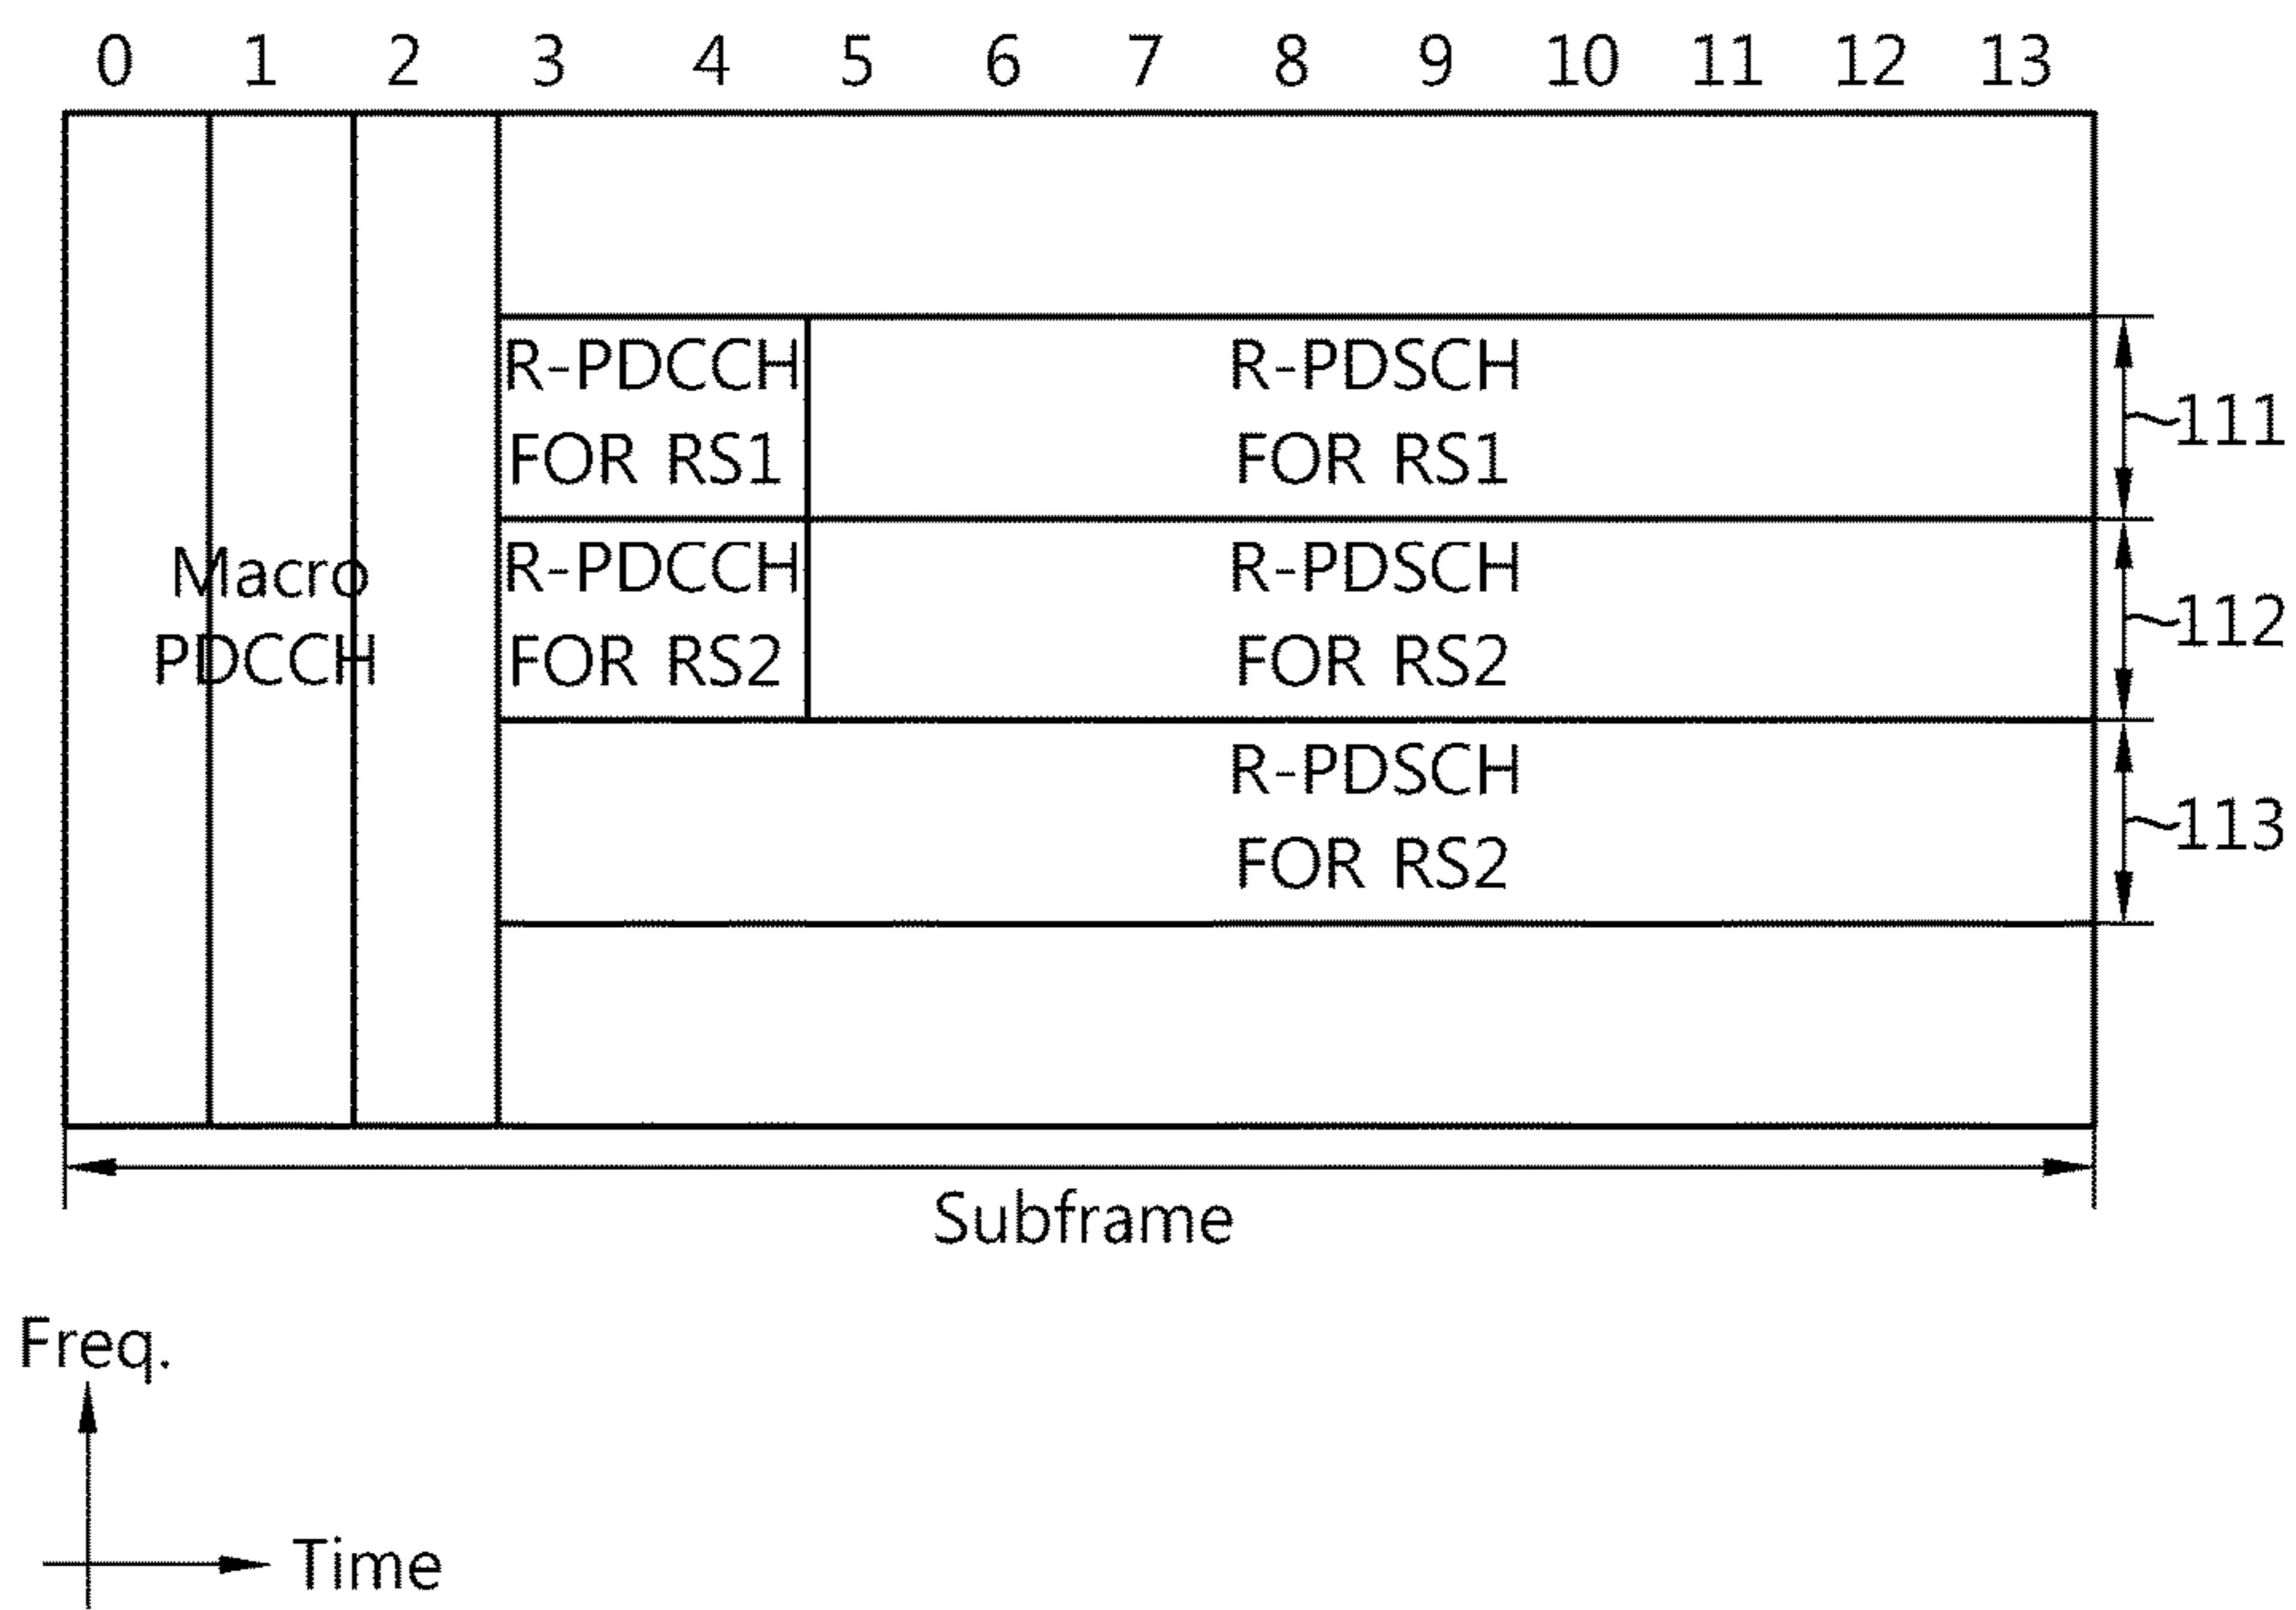 0 1 2 3 4 5 6 7 8 9 10 11 12 13
R-PDCCH
FOR RS1
R-PDSCH
FOR RS1
111
Macro
PDCCH
R-PDCCH
FOR RS2
R-PDSCH
FOR RS2
112
R-PDSCH
FOR RS2
113
Subframe
Freq.
Time